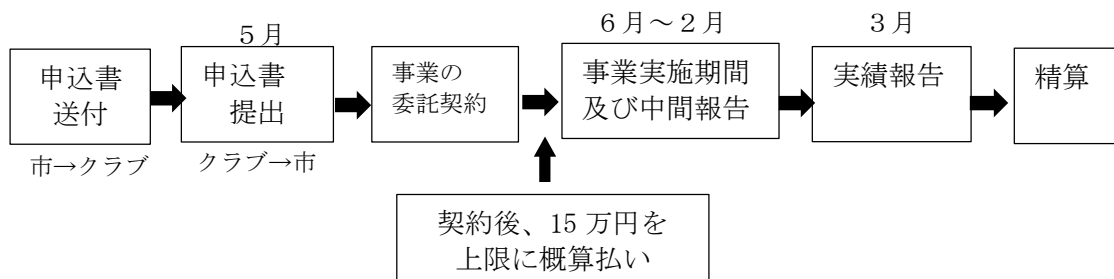 5月
6月～2月
3月
申込書
送付
申込書
提出
事業の
委託契約
事業実施期間
及び中間報告
実績報告
精算
市→クラブ
クラブ→市
契約後、15万円を
上限に概算払い